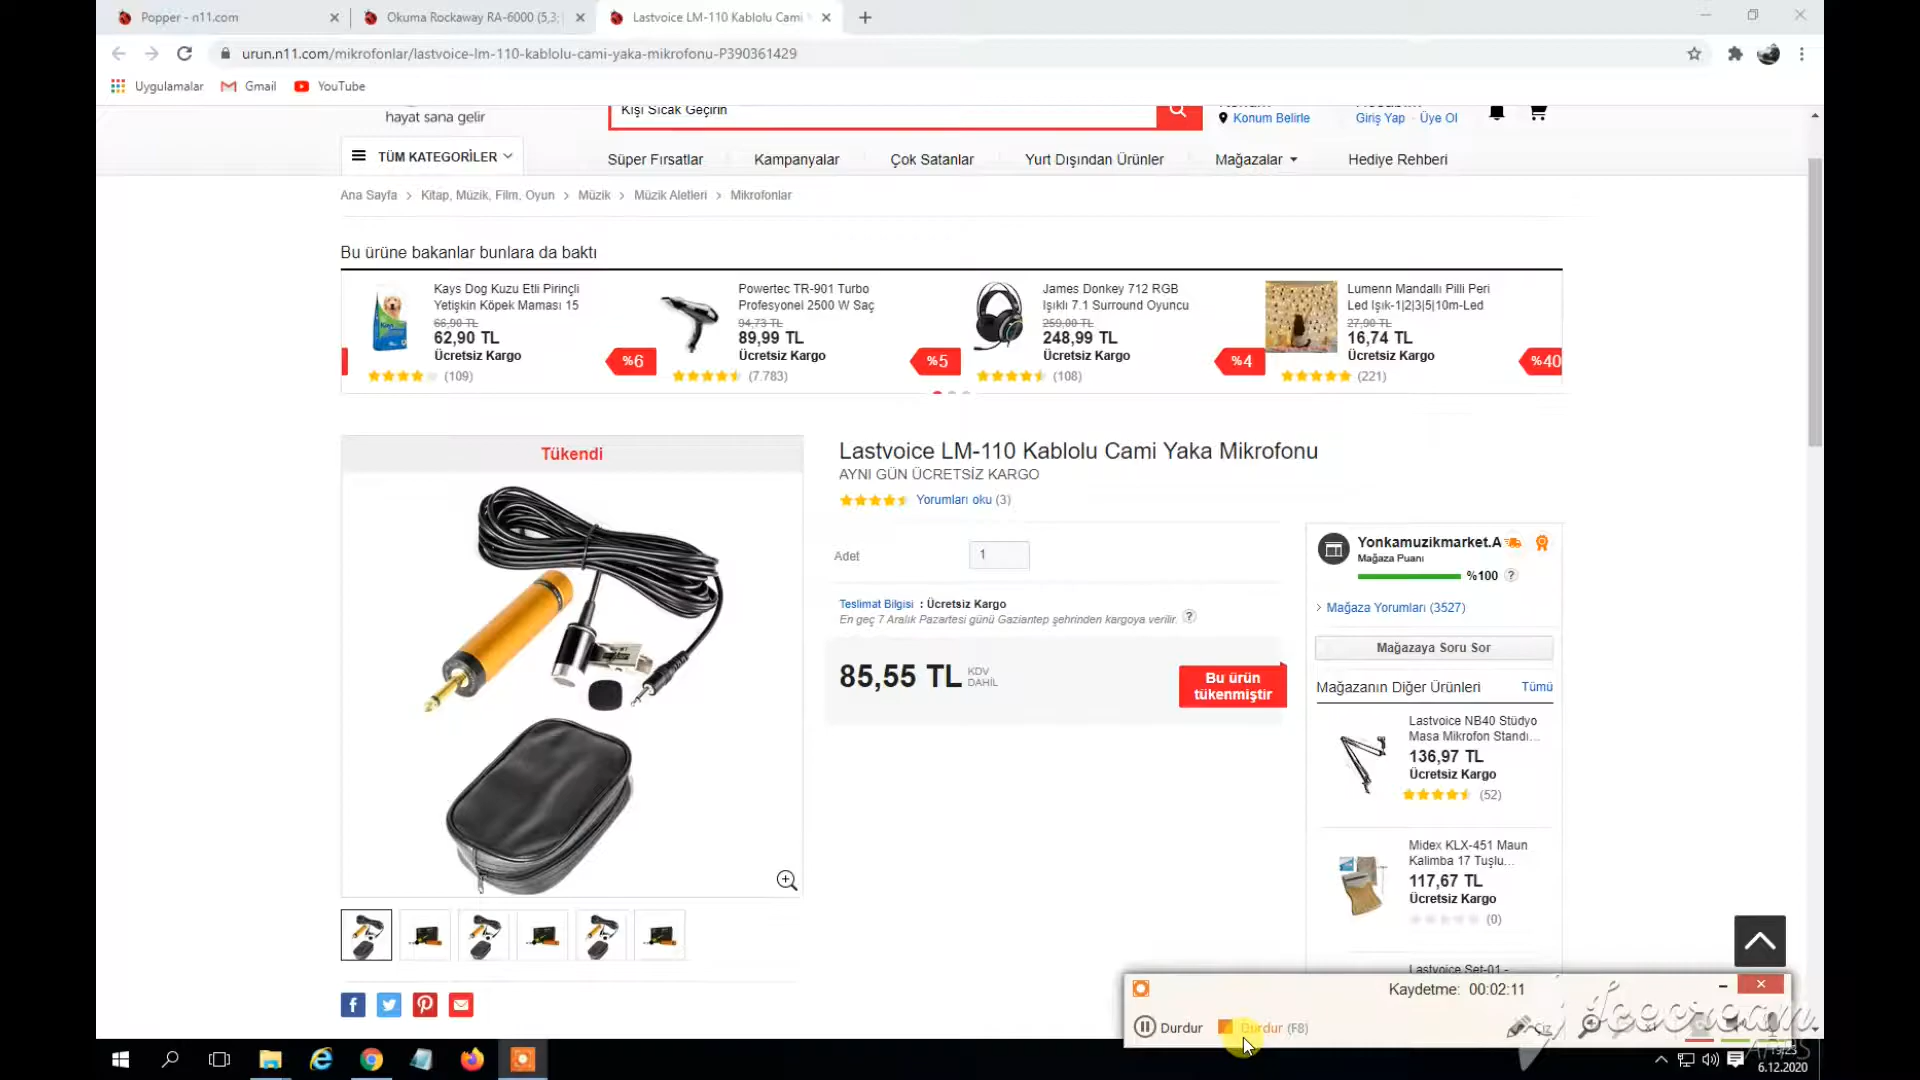 Popper - n11.com
Okuma Rockaway RA-6000 (5,3;
Lastvoice LM-110 Kablolu Cami
urun.n11.com/mikrofonlar/lastvoice-lm-110-kablolu-cami-yaka-mikrofonu-P390361429
Uygulamalar
Gmail
YouTube
hayat sana gelir
Kışı Sıcak Geçirin
Konum Belirle
Giriş Yap - Üye Ol
TÜM KATEGORİLER
Süper Fırsatlar
Kampanyalar
Çok Satanlar
Yurt Dışından Ürünler
Mağazalar
Hediye Rehberi
Ana Sayfa > Kitap, Müzik, Film, Oyun > Müzik > Müzik Aletleri > Mikrofonlar
Bu ürüne bakanlar bunlara da baktı
Kays Dog Kuzu Etli Pirinçli
Yetişkin Köpek Maması 15
66,90 TL
62,90 TL
Ücretsiz Kargo
(109)
%6
Powertec TR-901 Turbo
Profesyonel 2500 W Saç
94,73 TL
89,99 TL
Ücretsiz Kargo
(7.783)
%5
James Donkey 712 RGB
Işıklı 7.1 Surround Oyuncu
259,00 TL
248,99 TL
Ücretsiz Kargo
(108)
%4
Lumenn Mandallı Pilli Peri
Led Işık-1|2|3|5|10m-Led
27,90 TL
16,74 TL
Ücretsiz Kargo
(221)
%40
Tükendi
Lastvoice LM-110 Kablolu Cami Yaka Mikrofonu
AYNI GÜN ÜCRETSİZ KARGO
Yorumları oku (3)
Adet
1
Teslimat Bilgisi : Ücretsiz Kargo
En geç 7 Aralık Pazartesi günü Gaziantep şehrinden kargoya verilir. ?
85,55 TL
KDV
DAHİL
Bu ürün
tükenmiştir
Yonkamuzikmarket.A
Mağaza Puanı
%100 ?
> Mağaza Yorumları (3527)
Mağazaya Soru Sor
Mağazanın Diğer Ürünleri
Tümü
Lastvoice NB40 Stüdyo
Masa Mikrofon Standı...
136,97 TL
Ücretsiz Kargo
(52)
Midex KLX-451 Maun
Kalimba 17 Tuşlu...
117,67 TL
Ücretsiz Kargo
(0)
Lastvoice Set-01 -
Kaydetme: 00:02:11
Durdur
Durdur (F8)
Çiz
Icecream
APPS
6.12.2020